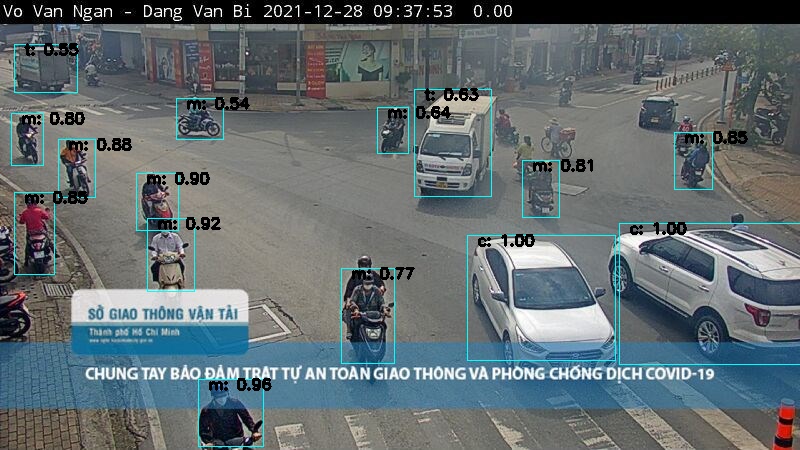 Vo Van Ngan - Dang Van Bi 2021-12-28 09:37:53 0.00
t: 0.55
m: 0.54
t: 0.63
m: 0.64
m: 0.80
m: 0.88
m: 0.85
m: 0.81
m: 0.90
m: 0.85
m: 0.92
c: 1.00
c: 1.00
m: 0.77
SỞ GIAO THÔNG VẬN TẢI
Thành phố Hồ Chí Minh
CHUNG TAY BẢO ĐẢM TRẬT TỰ AN TOÀN GIAO THÔNG VÀ PHÒNG CHỐNG DỊCH COVID-19
m: 0.96